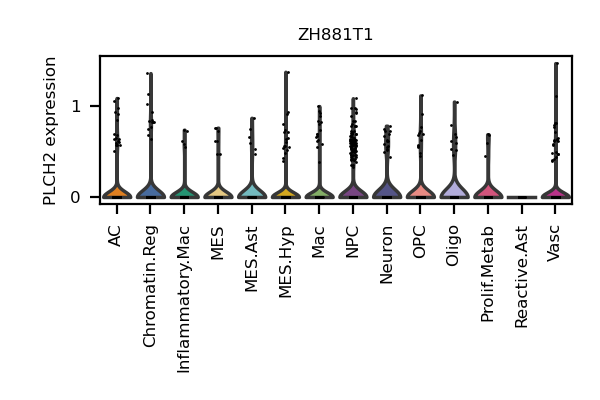 ZH881T1
PLCH2 expression
1
0
AC
Chromatin.Reg
Inflammatory.Mac
MES
MES.Ast
MES.Hyp
Mac
NPC
Neuron
OPC
Oligo
Prolif.Metab
Reactive.Ast
Vasc